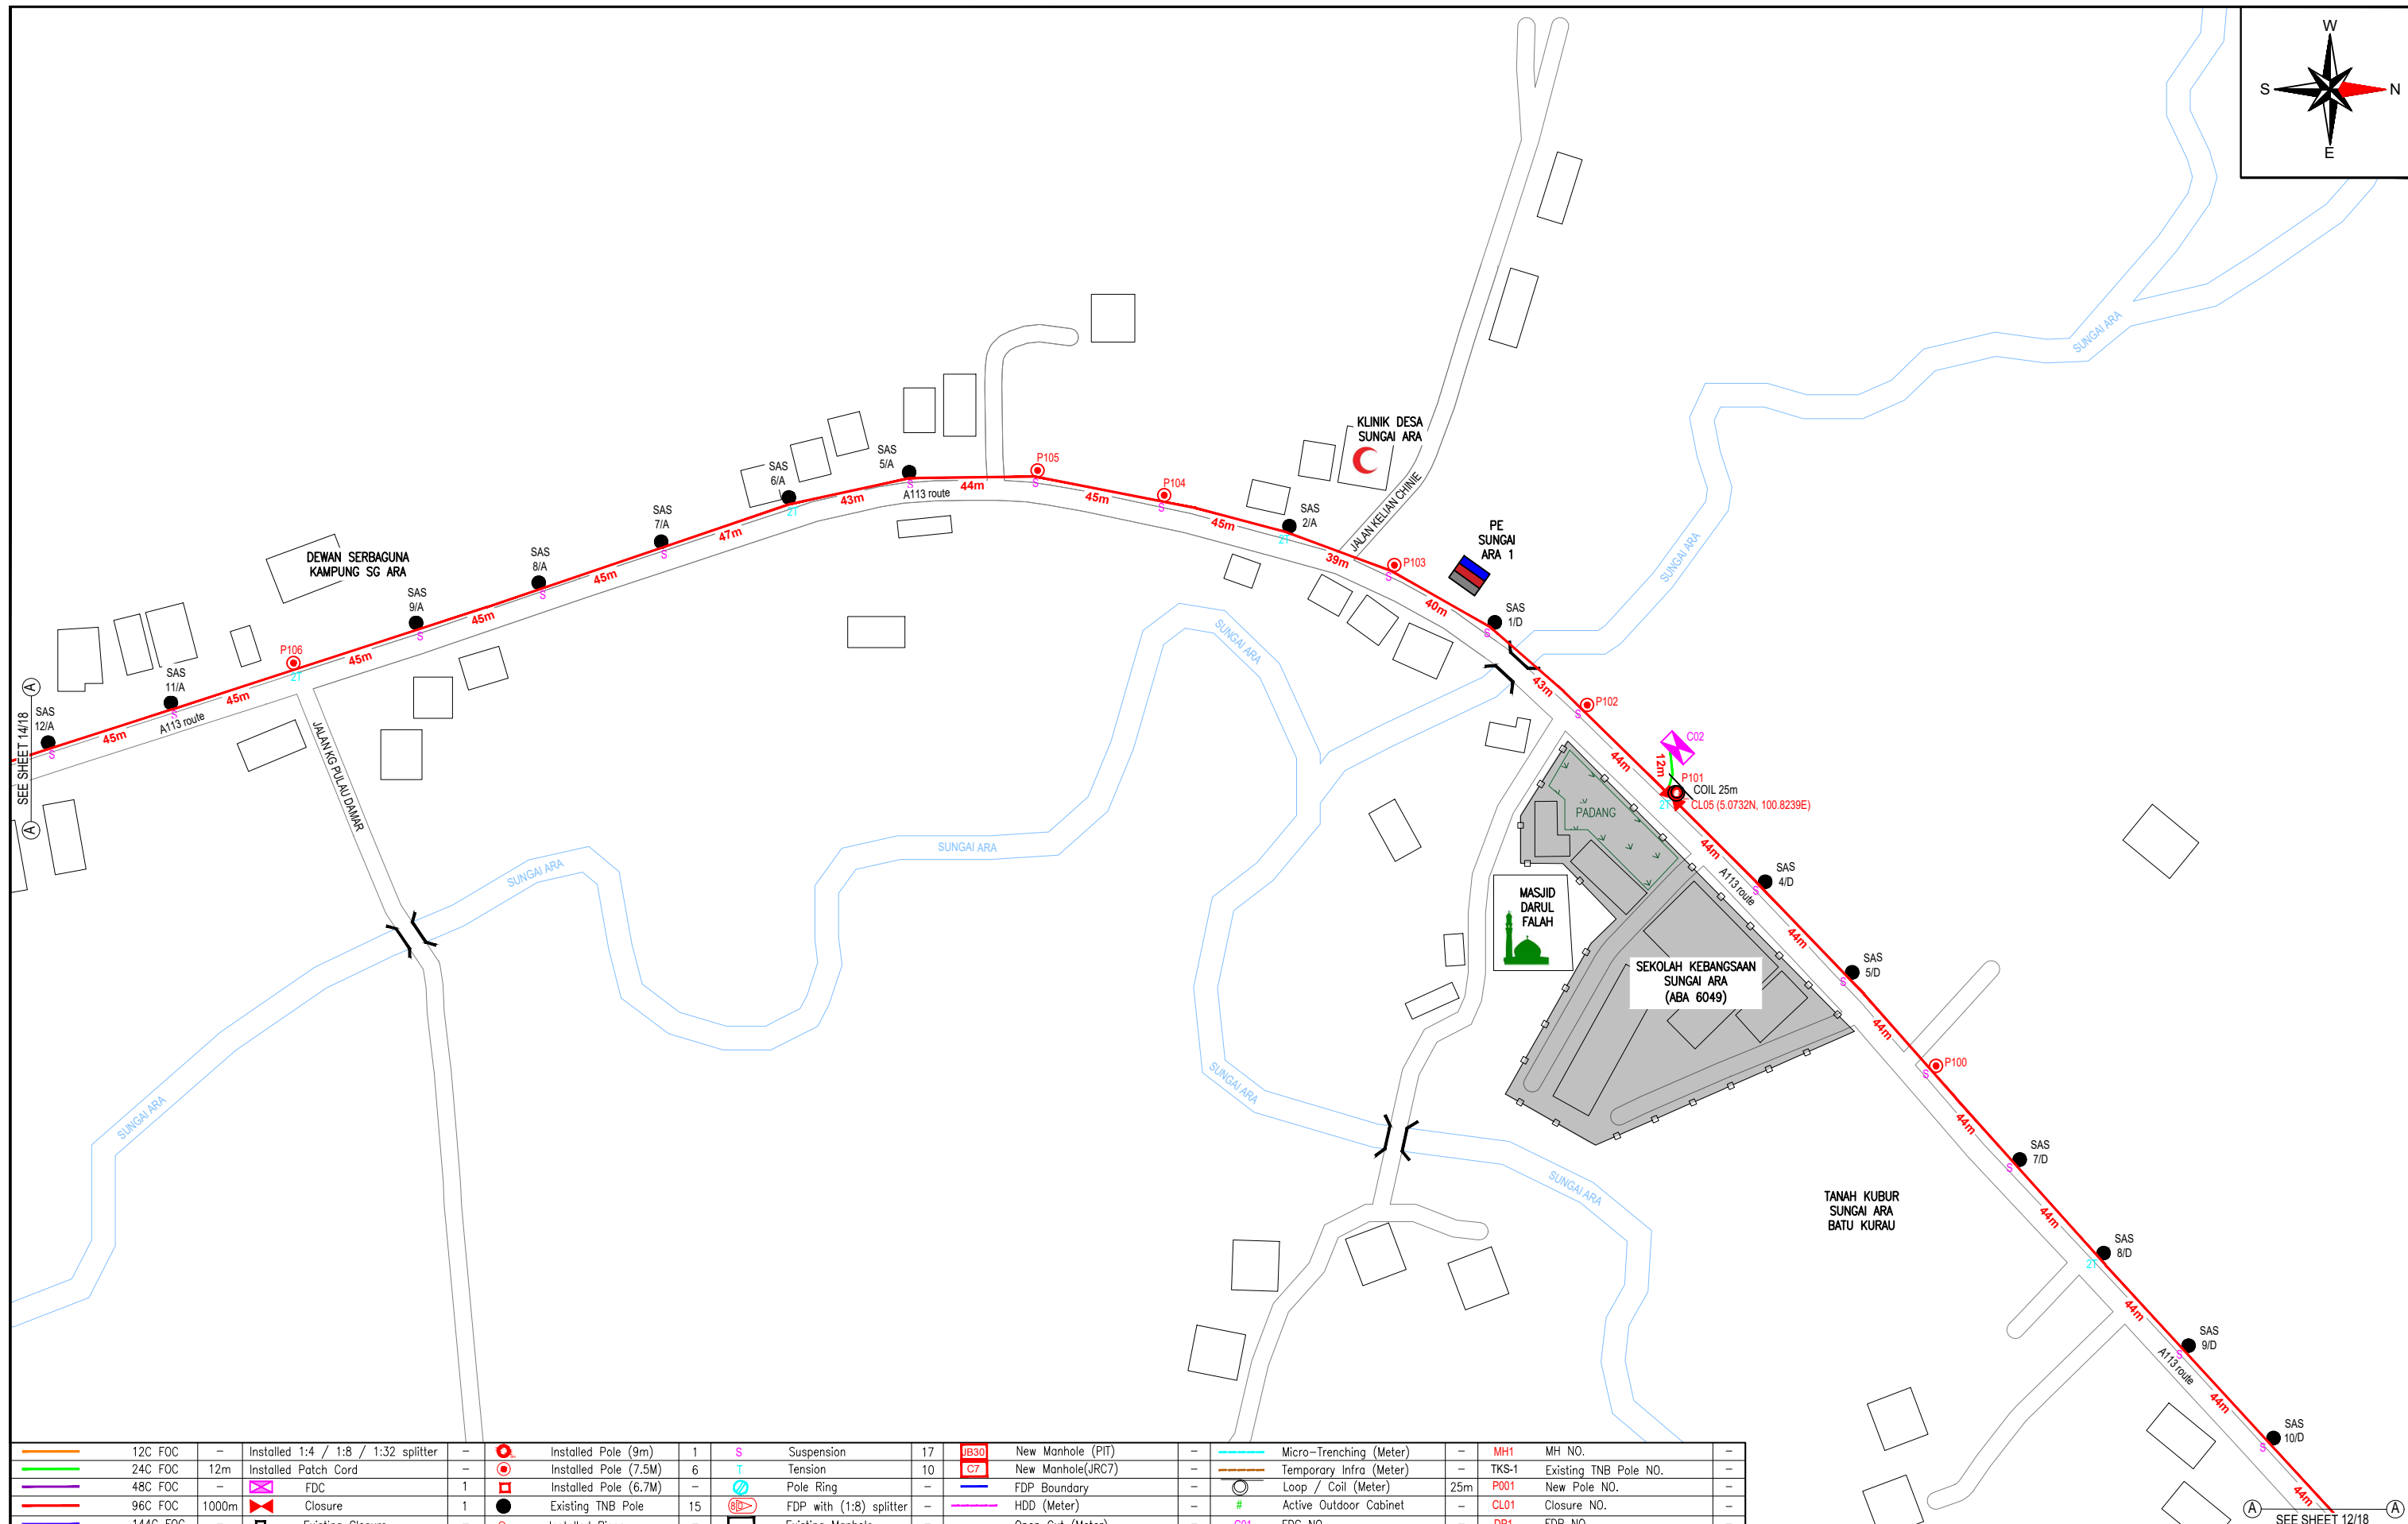 W
S
N
E
SUNGAI ARA
KLINIK DESA
SUNGAI ARA
JALAN KELIAN CHINIE
PE
SUNGAI
ARA 1
SUNGAI ARA
SEE SHEET 14/18
A
A
SAS
12/A
S
45m
SAS
11/A
S
A113 route
45m
P106
2T
45m
DEWAN SERBAGUNA
KAMPUNG SG ARA
SAS
9/A
S
45m
SAS
8/A
S
45m
SAS
7/A
S
47m
SAS
6/A
2T
43m
SAS
5/A
S
A113 route
44m
P105
S
45m
P104
S
45m
SAS
2/A
2T
39m
P103
S
40m
SAS
1/D
S
43m
P102
S
44m
C02
12m
P101
COIL 25m
CL05 (5.0732N, 100.8239E)
2T
44m
PADANG
A113 route
SAS
4/D
S
44m
SAS
5/D
S
44m
P100
S
44m
SAS
7/D
S
44m
SAS
8/D
2T
44m
SAS
9/D
S
A113 route
44m
SAS
10/D
S
44m
MASJID
DARUL
FALAH
SEKOLAH KEBANGSAAN
SUNGAI ARA
(ABA 6049)
TANAH KUBUR
SUNGAI ARA
BATU KURAU
JALAN KG PULAU DAMAR
SUNGAI ARA
SUNGAI ARA
SUNGAI ARA
SUNGAI ARA
SUNGAI ARA
SUNGAI ARA
A
A
SEE SHEET 12/18
12C FOC - Installed 1:4 / 1:8 / 1:32 splitter - Installed Pole (9m) 1 S Suspension 17 JB30 New Manhole (PIT) - Micro-Trenching (Meter) - MH1 MH NO. -
24C FOC 12m Installed Patch Cord - Installed Pole (7.5M) 6 T Tension 10 C7 New Manhole(JRC7) - Temporary Infra (Meter) - TKS-1 Existing TNB Pole NO. -
48C FOC - FDC 1 Installed Pole (6.7M) - Pole Ring - FDP Boundary - Loop / Coil (Meter) 25m P001 New Pole NO. -
96C FOC 1000m Closure 1 Existing TNB Pole 15 8D FDP with (1:8) splitter - HDD (Meter) - # Active Outdoor Cabinet - CL01 Closure NO. -